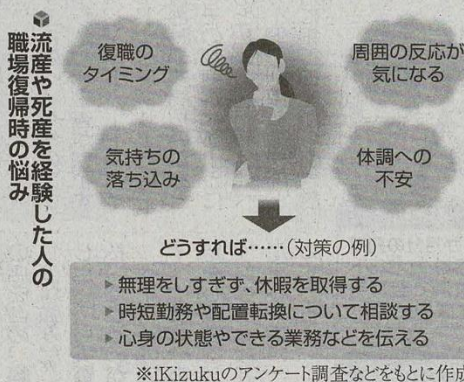 流産や死産を経験した人の
職場復帰時の悩み
復職の
タイミング
周囲の反応が
気になる
気持ちの
落ち込み
体調への
不安
どうすれば……(対策の例)
▶無理をしすぎず、休暇を取得する
▶時短勤務や配置転換について相談する
▶心身の状態やできる業務などを伝える
※iKizukuのアンケート調査などをもとに作成